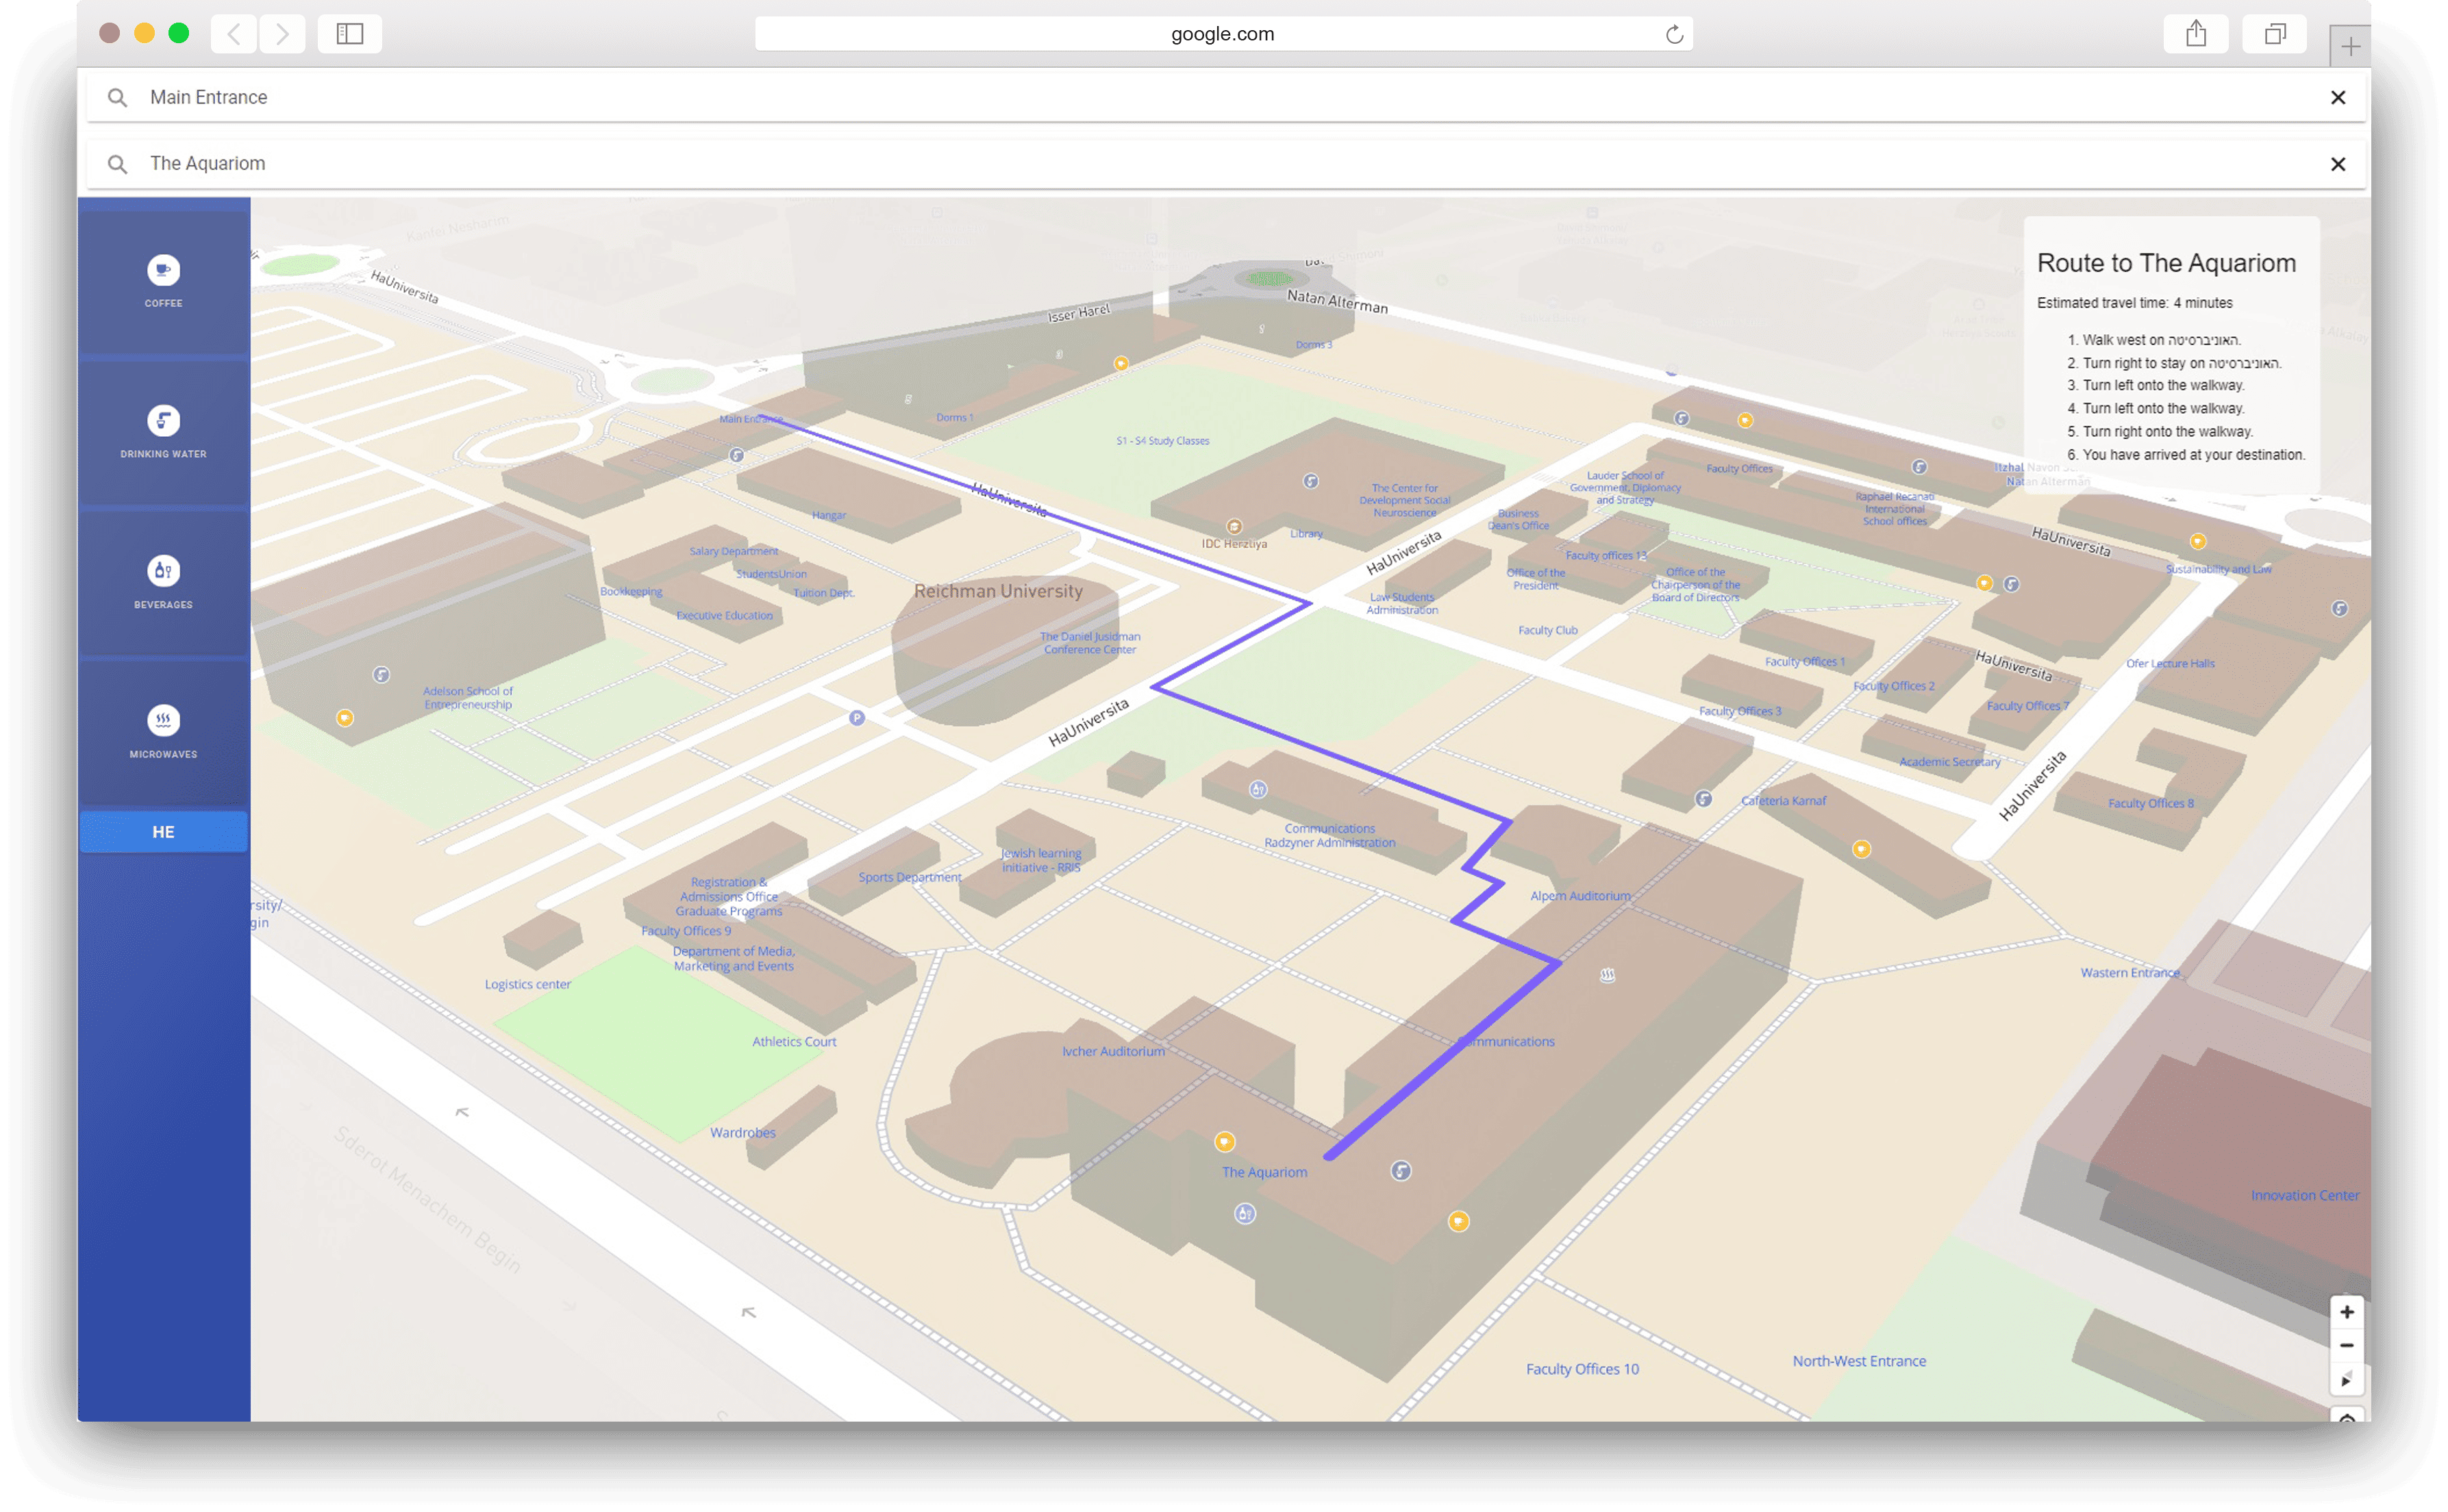 google.com
Main Entrance
The Aquariom
COFFEE
DRINKING WATER
BEVERAGES
MICROWAVES
HE
Route to The Aquariom
Estimated travel time: 4 minutes
1. Walk west on האוניברסיטה.
2. Turn right to stay on האוניברסיטה.
3. Turn left onto the walkway.
4. Turn left onto the walkway.
5. Turn right onto the walkway.
6. You have arrived at your destination.
Kanfei Nesharim
HaUniversita
Isser Harel
Natan Alterman
Dorms 3
Main Entrance
Dorms 1
S1 - S4 Study Classes
HaUniversita
Hangar
The Center for
Development Social
Neuroscience
Library
IDC Herzliya
HaUniversita
Lauder School of
Government, Diplomacy
and Strategy
Faculty Offices
Business
Dean's Office
Raphael Recanati
International
School offices
Itzhal Navon
Natan Alterman
HaUniversita
Sustainability and Law
Salary Department
StudentsUnion
Bookkeeping
Tuition Dept.
Executive Education
Reichman University
The Daniel Jusidman
Conference Center
Faculty offices 13
Office of the
President
Office of the
Chairperson of the
Board of Directors
Law Students
Administration
Faculty Club
Faculty Offices 1
Faculty Offices 2
HaUniversita
Ofer Lecture Halls
Faculty Offices 7
Faculty Offices 3
Adelson School of
Entrepreneurship
P
HaUniversita
Academic Secretary
HaUniversita
Cafeteria Karnaf
Faculty Offices 8
Communications
Radzyner Administration
Jewish learning
initiative - RRIS
Sports Department
Registration &
Admissions Office
Graduate Programs
Faculty Offices 9
Department of Media,
Marketing and Events
Alpem Auditorium
rsity/
gin
Logistics center
Wastern Entrance
Athletics Court
Ivcher Auditorium
Communications
Wardrobes
The Aquariom
Sderot Menachem Begin
Innovation Center
Faculty Offices 10
North-West Entrance